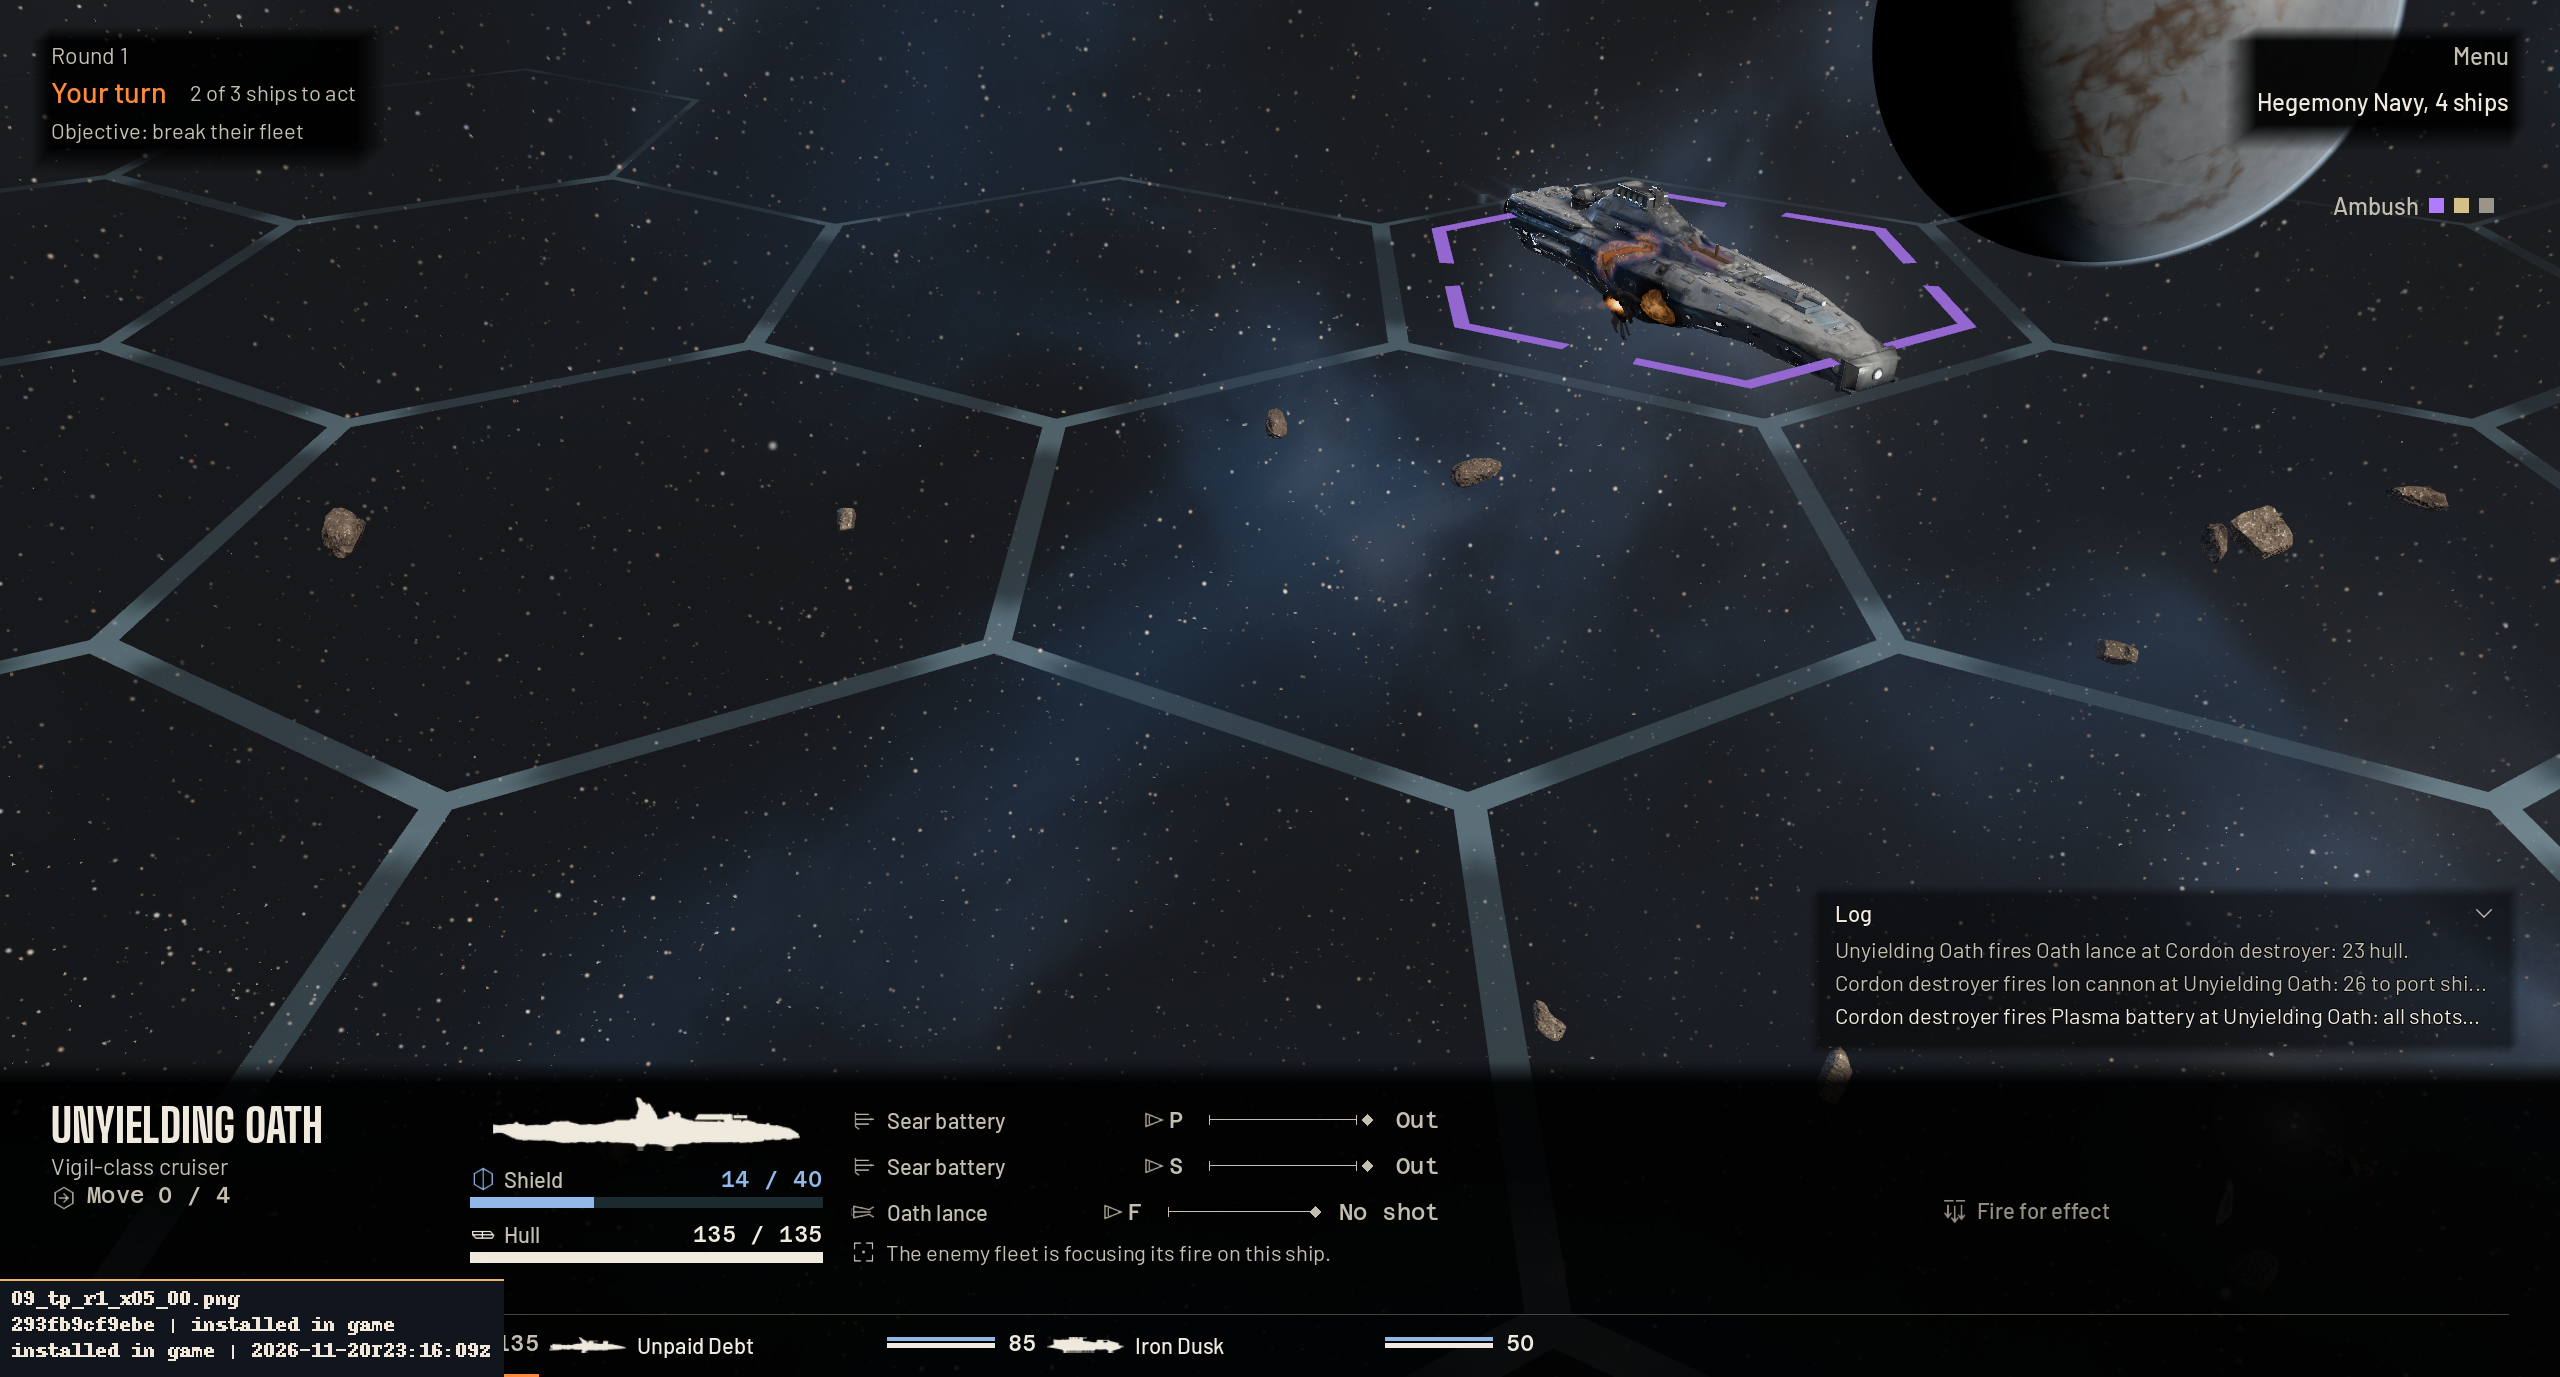 Round 1
Your turn 2 of 3 ships to act
Objective: break their fleet
Menu
Hegemony Navy, 4 ships
Ambush
Log
Unyielding Oath fires Oath lance at Cordon destroyer: 23 hull.
Cordon destroyer fires Ion cannon at Unyielding Oath: 26 to port shi...
Cordon destroyer fires Plasma battery at Unyielding Oath: all shots...
UNYIELDING OATH
Vigil-class cruiser
Move 0 / 4
Shield 14 / 40
Hull 135 / 135
Sear battery P Out
Sear battery S Out
Oath lance F No shot
The enemy fleet is focusing its fire on this ship.
Fire for effect
09_tp_r1_x05_00.png
293fb9cf9ebe | installed in game
installed in game | 2026-11-20T23:16:09Z
135 Unpaid Debt 85 Iron Dusk 50